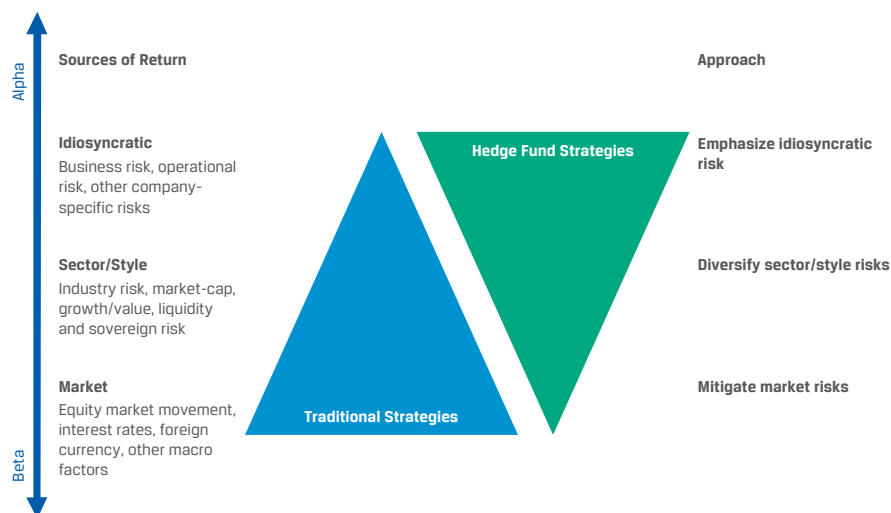 Alpha
Sources of Return
Approach
Idiosyncratic
Business risk, operational
risk, other company-
specific risks
Hedge Fund Strategies
Emphasize idiosyncratic
risk
Sector/Style
Industry risk, market-cap,
growth/value, liquidity
and sovereign risk
Diversify sector/style risks
Market
Equity market movement,
interest rates, foreign
currency, other macro
factors
Traditional Strategies
Mitigate market risks
Beta